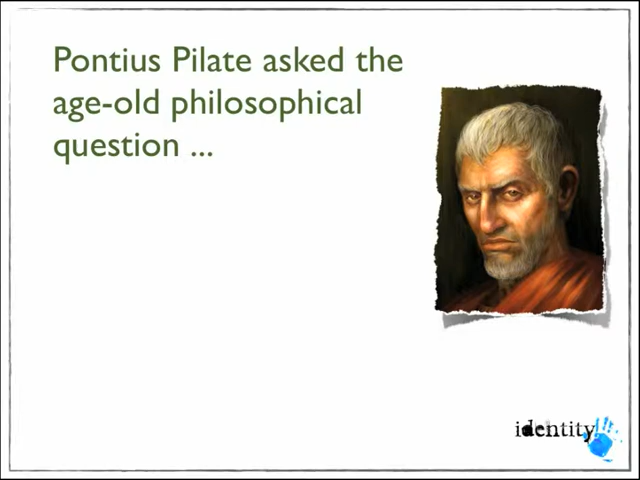 Pontius Pilate asked the
age-old philosophical
question ...
identity